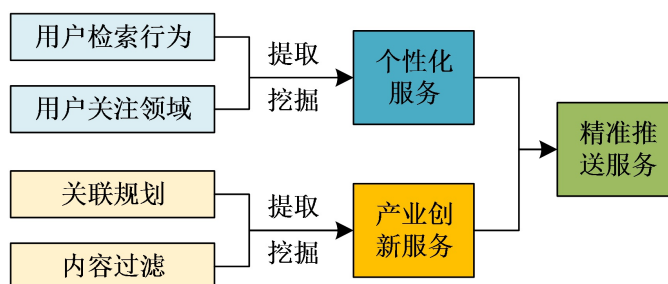 用户检索行为
用户关注领域
提取
挖掘
个性化
服务
关联规划
内容过滤
提取
挖掘
产业创
新服务
精准推
送服务